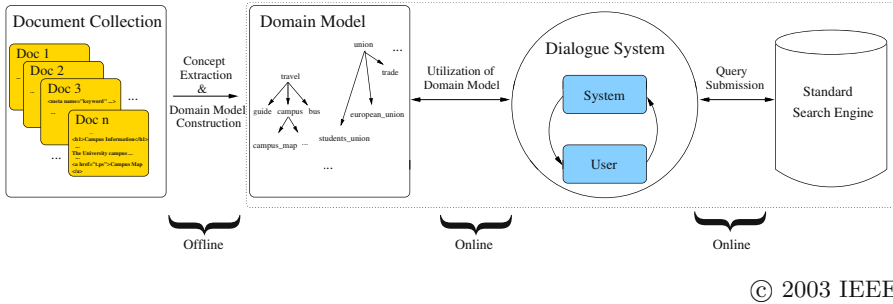 Document Collection
Doc 1
...
Doc 2
...
Doc 3
<meta name="keyword" ...>
...
...
Doc n
...
<h1>Campus Information</h1>
...
The University campus ...
...
<a href="t.ps">Campus Map
</a>
...
Concept
Extraction
&
Domain Model
Construction
Domain Model
union
...
trade
travel
guide campus bus
european_union
students_union
campus_map ...
...
Utilization of
Domain Model
Dialogue System
System
User
Query
Submission
Standard
Search Engine
Offline
Online
Online
© 2003 IEEE